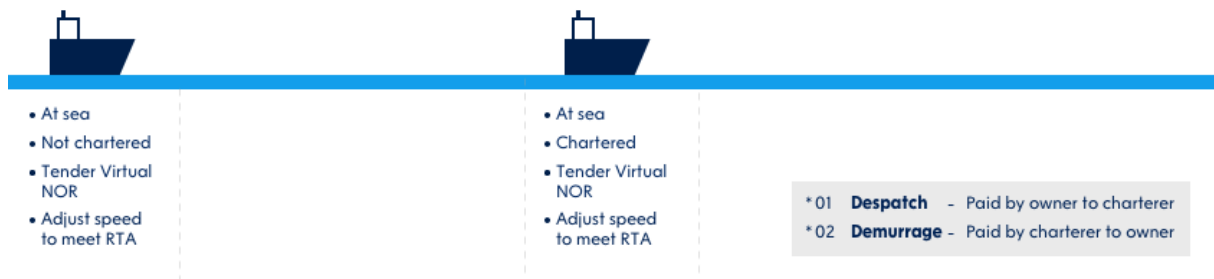 • At sea
• Not chartered
• Tender Virtual
NOR
• Adjust speed
to meet RTA
• At sea
• Chartered
• Tender Virtual
NOR
• Adjust speed
to meet RTA
*01 Despatch - Paid by owner to charterer
*02 Demurrage - Paid by charterer to owner